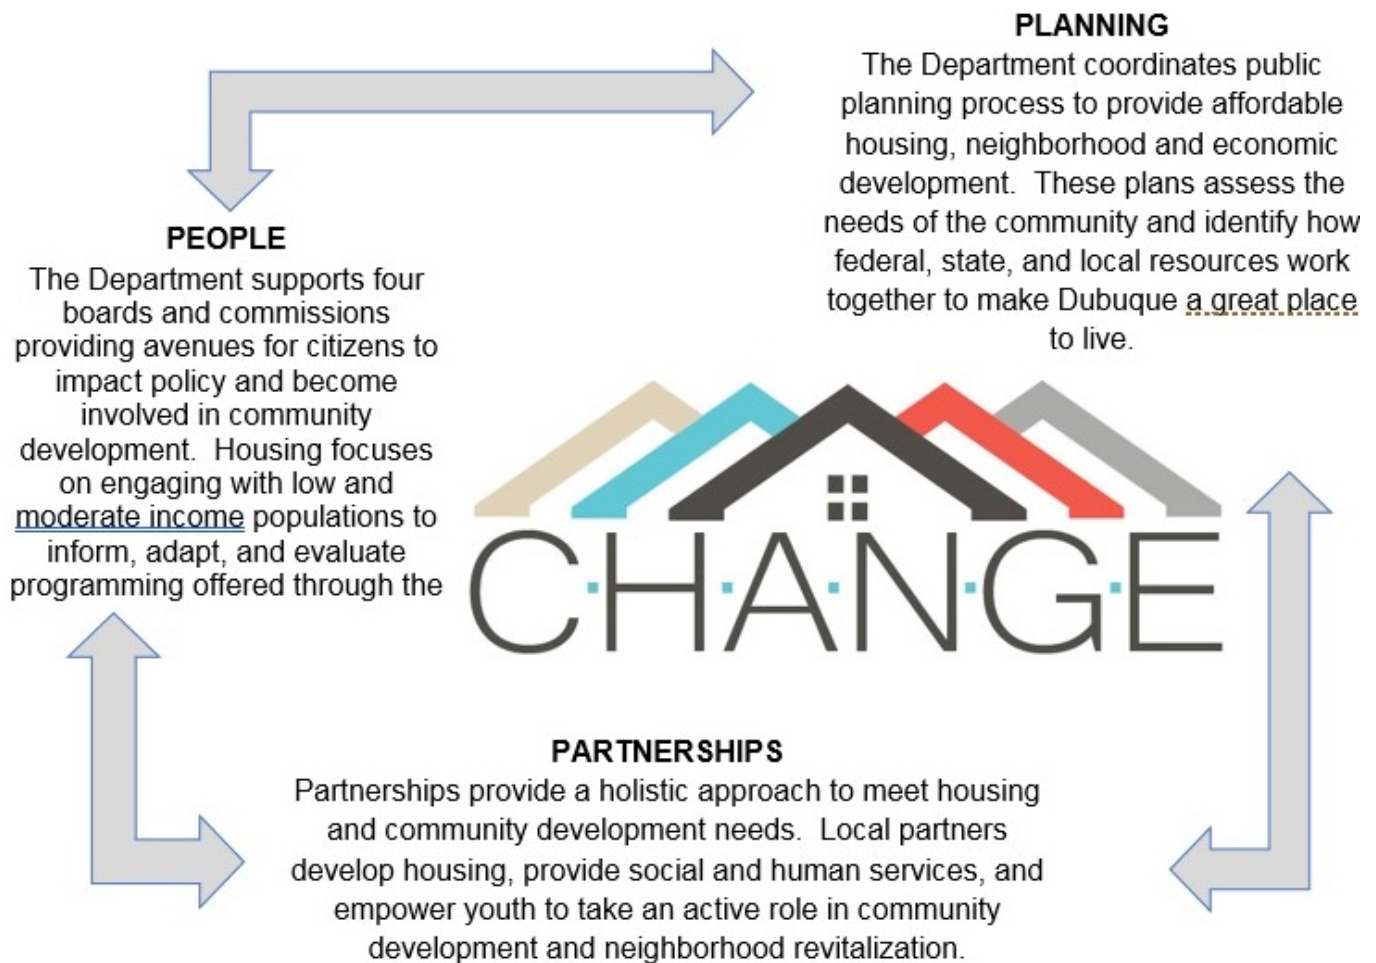 PLANNING
The Department coordinates public
planning process to provide affordable
housing, neighborhood and economic
development.  These plans assess the
needs of the community and identify how
federal, state, and local resources work
together to make Dubuque a great place
to live.
PEOPLE
The Department supports four
boards and commissions
providing avenues for citizens to
impact policy and become
involved in community
development.  Housing focuses
on engaging with low and
moderate income populations to
inform, adapt, and evaluate
programming offered through the
C·H·A·N·G·E
PARTNERSHIPS
Partnerships provide a holistic approach to meet housing
and community development needs.  Local partners
develop housing, provide social and human services, and
empower youth to take an active role in community
development and neighborhood revitalization.